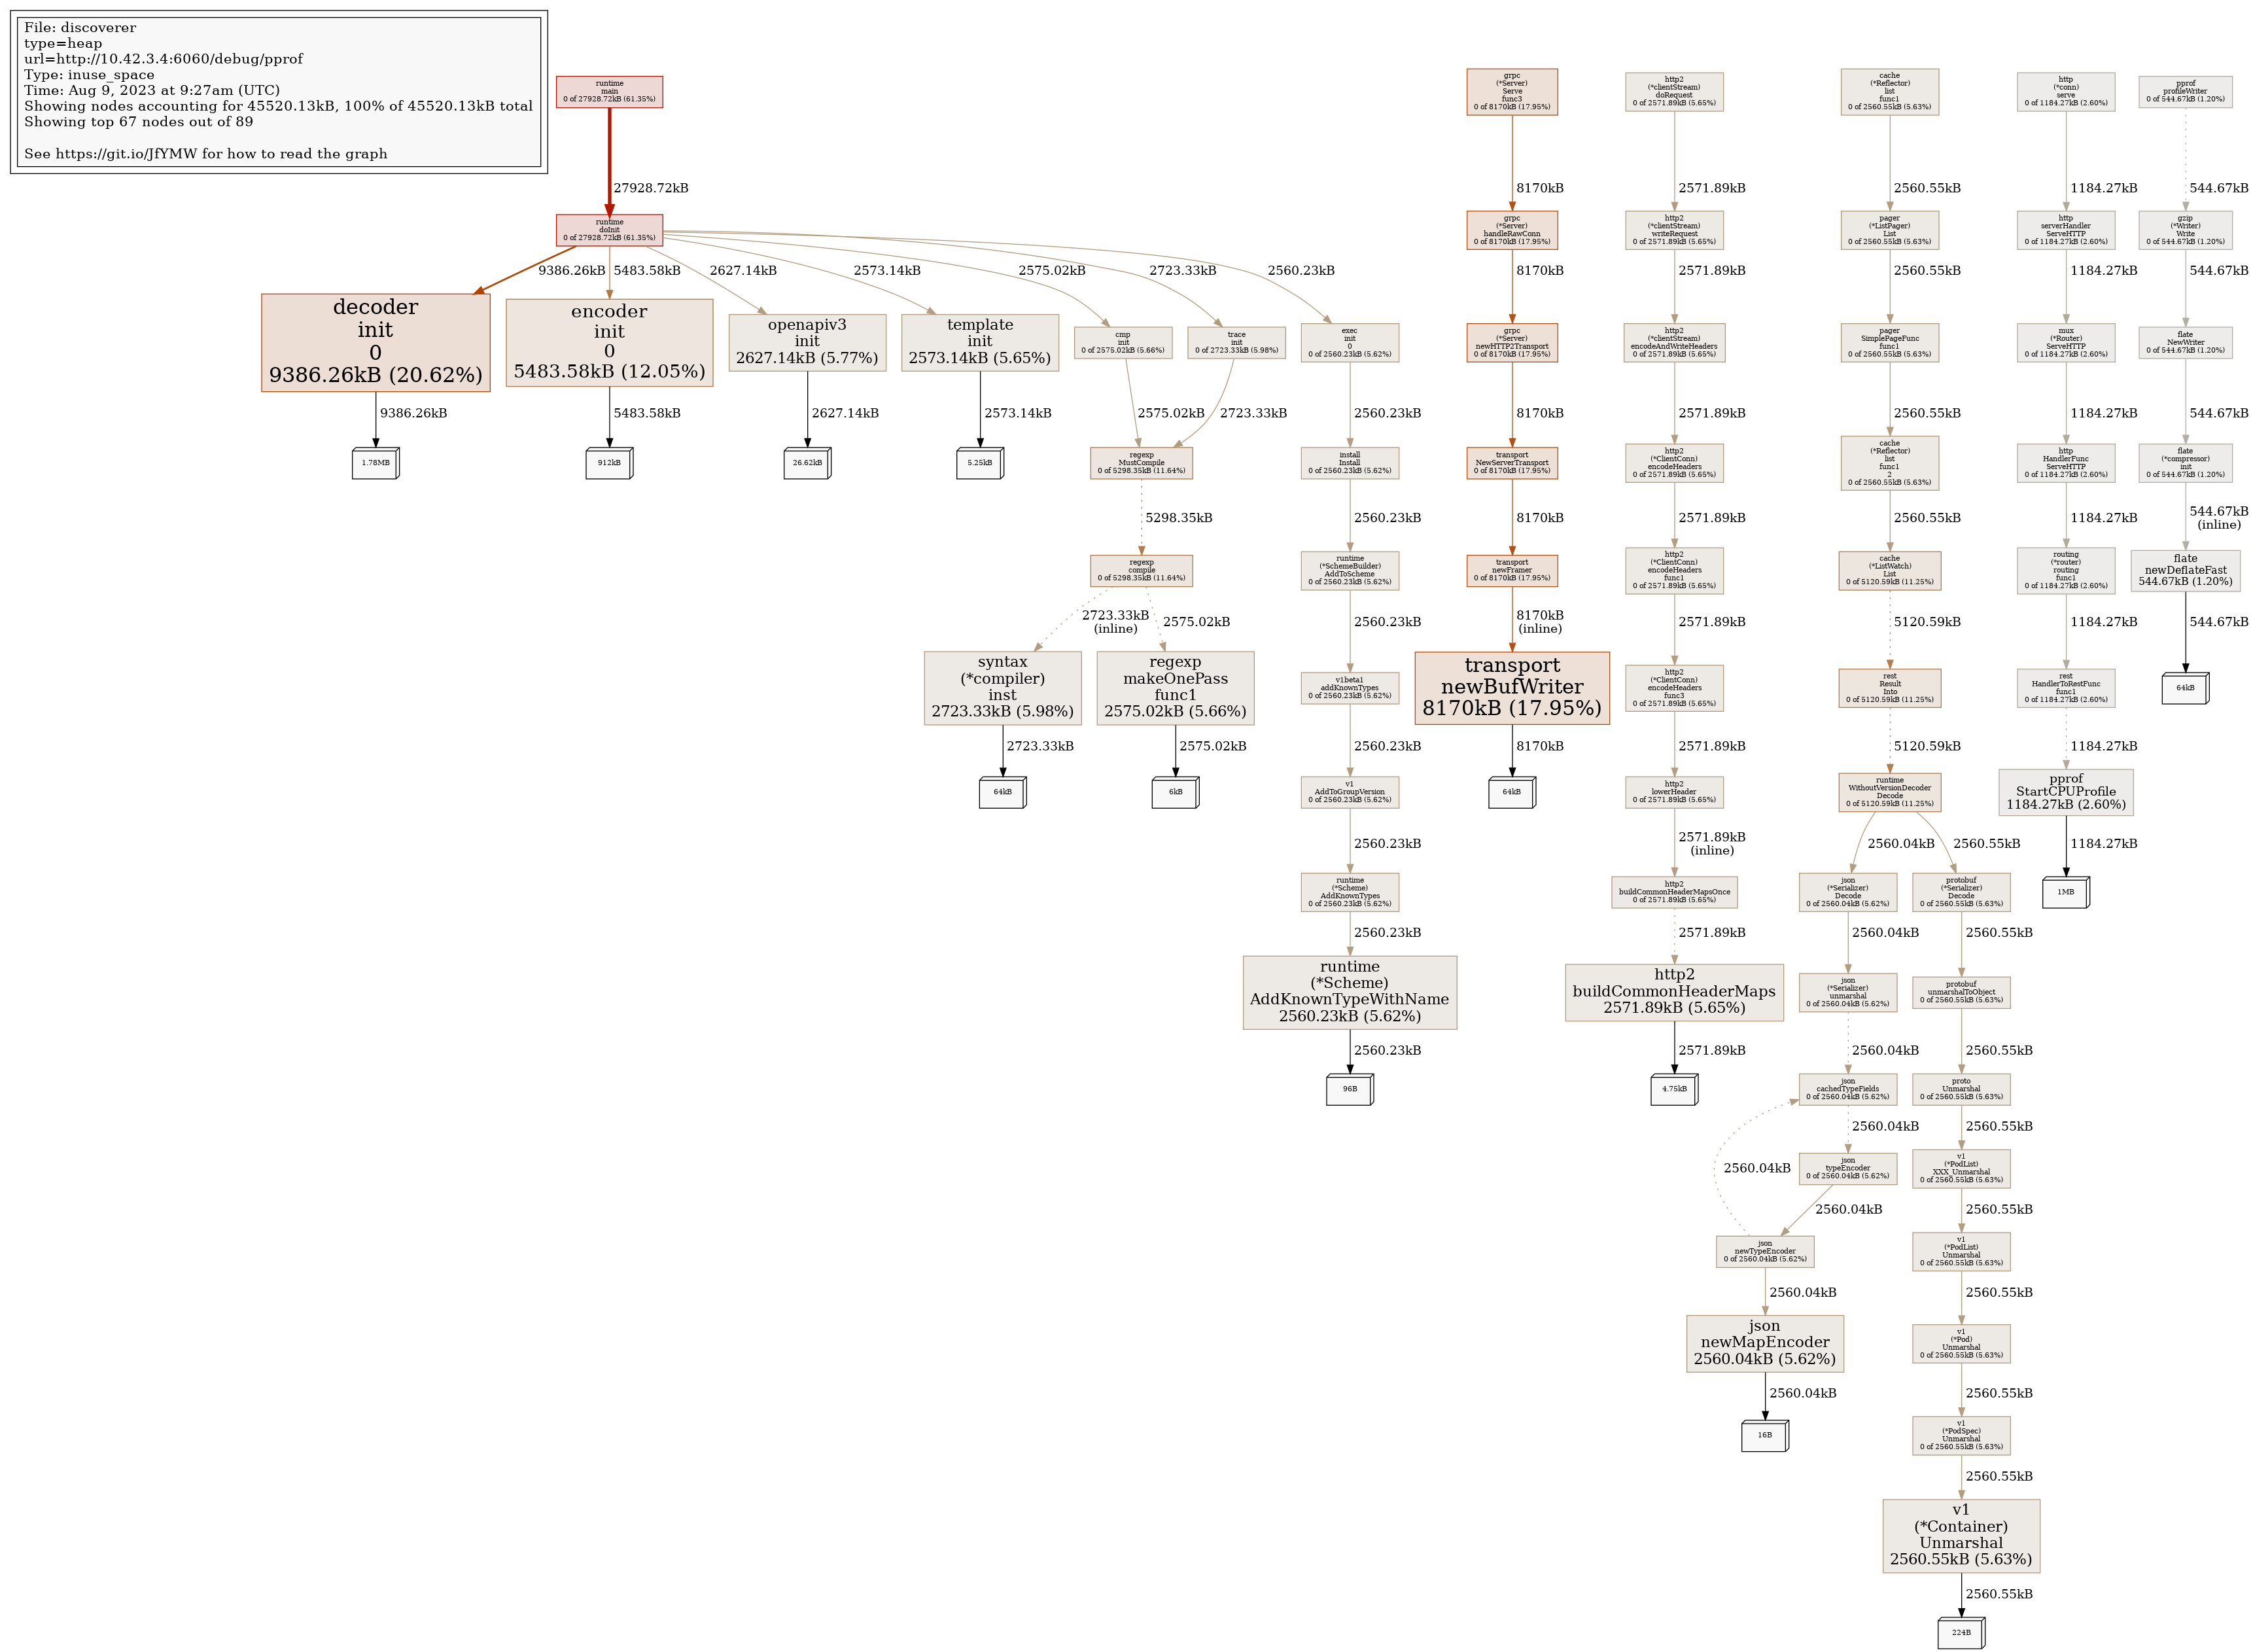 File: discoverer
type=heap
url=http://10.42.3.4:6060/debug/pprof
Type: inuse_space
Time: Aug 9, 2023 at 9:27am (UTC)
Showing nodes accounting for 45520.13kB, 100% of 45520.13kB total
Showing top 67 nodes out of 89
See https://git.io/JfYMW for how to read the graph
runtime
main
0 of 27928.72kB (61.35%)
27928.72kB
runtime
doInit
0 of 27928.72kB (61.35%)
9386.26kB
5483.58kB
2627.14kB
2573.14kB
2575.02kB
2723.33kB
2560.23kB
decoder
init
0
9386.26kB (20.62%)
9386.26kB
1.78MB
encoder
init
0
5483.58kB (12.05%)
5483.58kB
912kB
openapiv3
init
2627.14kB (5.77%)
2627.14kB
26.62kB
template
init
2573.14kB (5.65%)
2573.14kB
5.25kB
cmp
init
0 of 2575.02kB (5.66%)
2575.02kB
trace
init
0 of 2723.33kB (5.98%)
2723.33kB
regexp
MustCompile
0 of 5298.35kB (11.64%)
5298.35kB
regexp
compile
0 of 5298.35kB (11.64%)
2723.33kB
(inline)
2575.02kB
syntax
(*compiler)
inst
2723.33kB (5.98%)
2723.33kB
64kB
regexp
makeOnePass
func1
2575.02kB (5.66%)
2575.02kB
6kB
exec
init
0
0 of 2560.23kB (5.62%)
2560.23kB
install
Install
0 of 2560.23kB (5.62%)
2560.23kB
runtime
(*SchemeBuilder)
AddToScheme
0 of 2560.23kB (5.62%)
2560.23kB
v1beta1
addKnownTypes
0 of 2560.23kB (5.62%)
2560.23kB
v1
AddToGroupVersion
0 of 2560.23kB (5.62%)
2560.23kB
runtime
(*Scheme)
AddKnownTypes
0 of 2560.23kB (5.62%)
2560.23kB
runtime
(*Scheme)
AddKnownTypeWithName
2560.23kB (5.62%)
2560.23kB
96B
grpc
(*Server)
Serve
func3
0 of 8170kB (17.95%)
8170kB
grpc
(*Server)
handleRawConn
0 of 8170kB (17.95%)
8170kB
grpc
(*Server)
newHTTP2Transport
0 of 8170kB (17.95%)
8170kB
transport
NewServerTransport
0 of 8170kB (17.95%)
8170kB
transport
newFramer
0 of 8170kB (17.95%)
8170kB
(inline)
transport
newBufWriter
8170kB (17.95%)
8170kB
64kB
http2
(*clientStream)
doRequest
0 of 2571.89kB (5.65%)
2571.89kB
http2
(*clientStream)
writeRequest
0 of 2571.89kB (5.65%)
2571.89kB
http2
(*clientStream)
encodeAndWriteHeaders
0 of 2571.89kB (5.65%)
2571.89kB
http2
(*ClientConn)
encodeHeaders
0 of 2571.89kB (5.65%)
2571.89kB
http2
(*ClientConn)
encodeHeaders
func1
0 of 2571.89kB (5.65%)
2571.89kB
http2
(*ClientConn)
encodeHeaders
func3
0 of 2571.89kB (5.65%)
2571.89kB
http2
lowerHeader
0 of 2571.89kB (5.65%)
2571.89kB
(inline)
http2
buildCommonHeaderMapsOnce
0 of 2571.89kB (5.65%)
2571.89kB
http2
buildCommonHeaderMaps
2571.89kB (5.65%)
2571.89kB
4.75kB
cache
(*Reflector)
list
func1
0 of 2560.55kB (5.63%)
2560.55kB
pager
(*ListPager)
List
0 of 2560.55kB (5.63%)
2560.55kB
pager
SimplePageFunc
func1
0 of 2560.55kB (5.63%)
2560.55kB
cache
(*Reflector)
list
func1
2
0 of 2560.55kB (5.63%)
2560.55kB
cache
(*ListWatch)
List
0 of 5120.59kB (11.25%)
5120.59kB
rest
Result
Into
0 of 5120.59kB (11.25%)
5120.59kB
runtime
WithoutVersionDecoder
Decode
0 of 5120.59kB (11.25%)
2560.04kB
2560.55kB
json
(*Serializer)
Decode
0 of 2560.04kB (5.62%)
2560.04kB
json
(*Serializer)
unmarshal
0 of 2560.04kB (5.62%)
2560.04kB
json
cachedTypeFields
0 of 2560.04kB (5.62%)
2560.04kB
json
typeEncoder
0 of 2560.04kB (5.62%)
2560.04kB
2560.04kB
json
newTypeEncoder
0 of 2560.04kB (5.62%)
2560.04kB
json
newMapEncoder
2560.04kB (5.62%)
2560.04kB
16B
protobuf
(*Serializer)
Decode
0 of 2560.55kB (5.63%)
2560.55kB
protobuf
unmarshalToObject
0 of 2560.55kB (5.63%)
2560.55kB
proto
Unmarshal
0 of 2560.55kB (5.63%)
2560.55kB
v1
(*PodList)
XXX_Unmarshal
0 of 2560.55kB (5.63%)
2560.55kB
v1
(*PodList)
Unmarshal
0 of 2560.55kB (5.63%)
2560.55kB
v1
(*Pod)
Unmarshal
0 of 2560.55kB (5.63%)
2560.55kB
v1
(*PodSpec)
Unmarshal
0 of 2560.55kB (5.63%)
2560.55kB
v1
(*Container)
Unmarshal
2560.55kB (5.63%)
2560.55kB
224B
http
(*conn)
serve
0 of 1184.27kB (2.60%)
1184.27kB
http
serverHandler
ServeHTTP
0 of 1184.27kB (2.60%)
1184.27kB
mux
(*Router)
ServeHTTP
0 of 1184.27kB (2.60%)
1184.27kB
http
HandlerFunc
ServeHTTP
0 of 1184.27kB (2.60%)
1184.27kB
routing
(*router)
routing
func1
0 of 1184.27kB (2.60%)
1184.27kB
rest
HandlerToRestFunc
func1
0 of 1184.27kB (2.60%)
1184.27kB
pprof
StartCPUProfile
1184.27kB (2.60%)
1184.27kB
1MB
pprof
profileWriter
0 of 544.67kB (1.20%)
544.67kB
gzip
(*Writer)
Write
0 of 544.67kB (1.20%)
544.67kB
flate
NewWriter
0 of 544.67kB (1.20%)
544.67kB
flate
(*compressor)
init
0 of 544.67kB (1.20%)
544.67kB
(inline)
flate
newDeflateFast
544.67kB (1.20%)
544.67kB
64kB